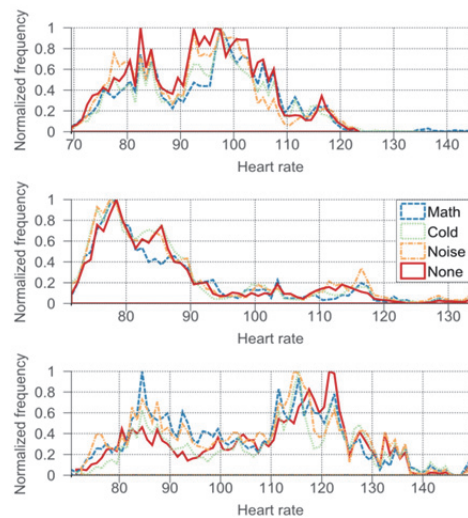 Normalized frequency
1
0.8
0.6
0.4
0.2
0
70 80 90 100 110 120 130 140
Heart rate
Normalized frequency
1
0.8
0.6
0.4
0.2
0
80 90 100 110 120 130
Heart rate
Math
Cold
Noise
None
Normalized frequency
1
0.8
0.6
0.4
0.2
0
80 90 100 110 120 130 140
Heart rate